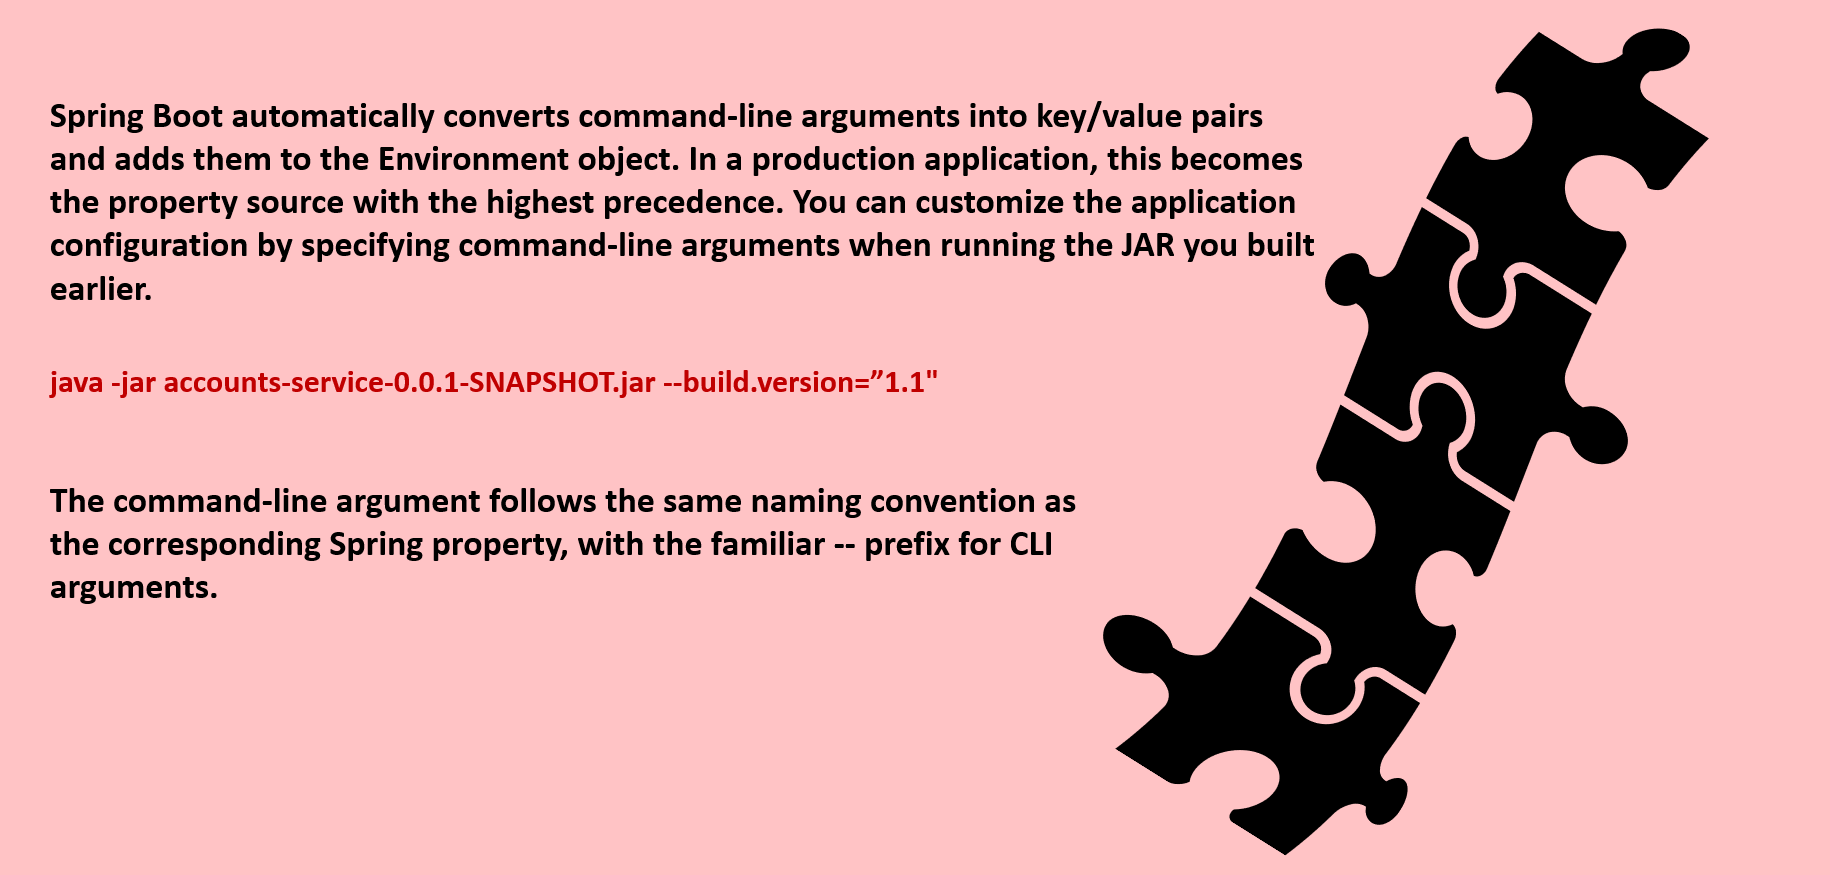 Spring Boot automatically converts command-line arguments into key/value pairs
and adds them to the Environment object. In a production application, this becomes
the property source with the highest precedence. You can customize the application
configuration by specifying command-line arguments when running the JAR you built
earlier.
java -jar accounts-service-0.0.1-SNAPSHOT.jar --build.version=”1.1"
The command-line argument follows the same naming convention as
the corresponding Spring property, with the familiar -- prefix for CLI
arguments.